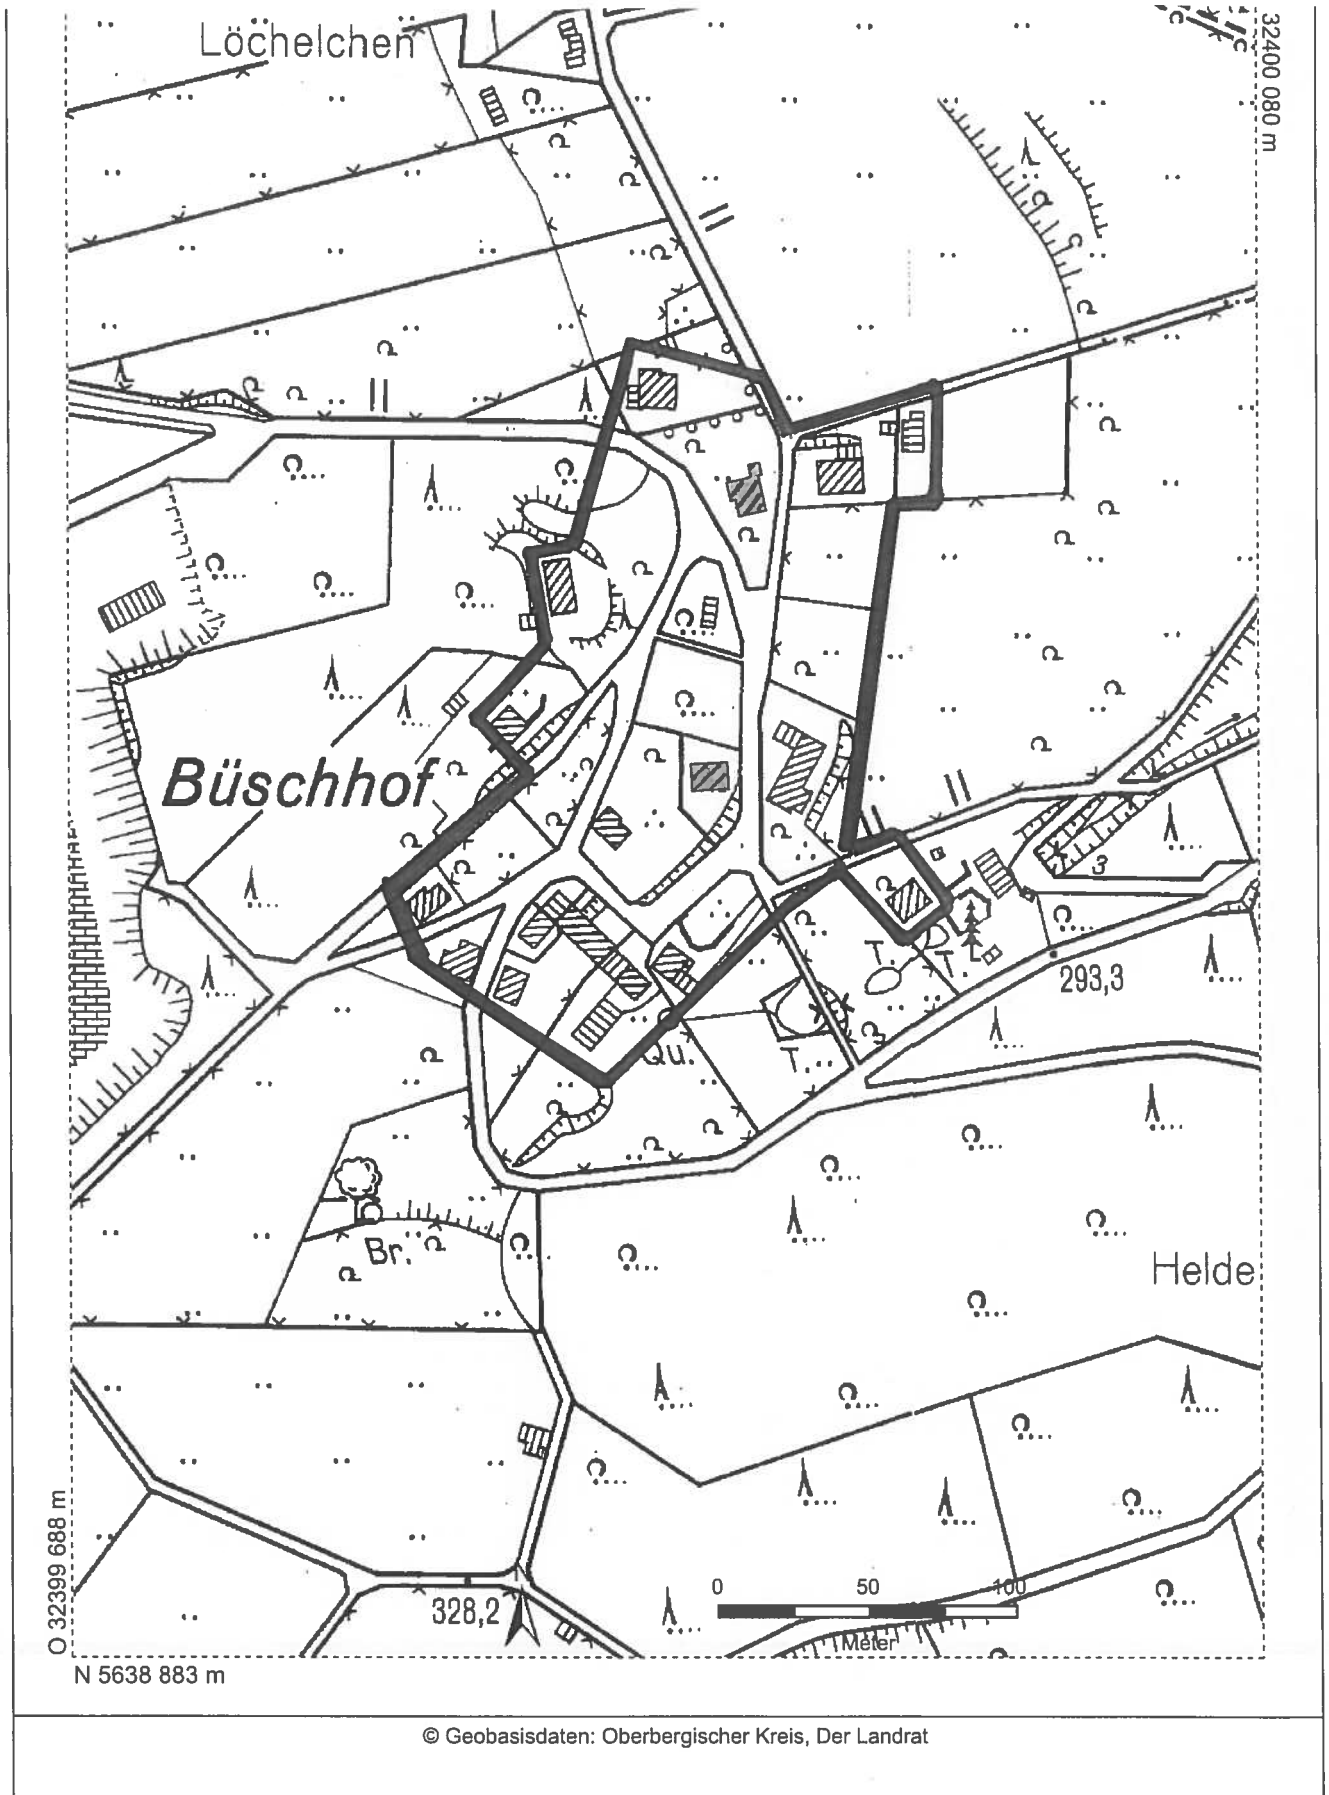 Löchelchen
32400 080 m
Büschhof
T.
T.
293,3
3
Qu.
T...
Br.
Helde
0 50 100
Meter
328,2
O 32399 688 m
N 5638 883 m
© Geobasisdaten: Oberbergischer Kreis, Der Landrat